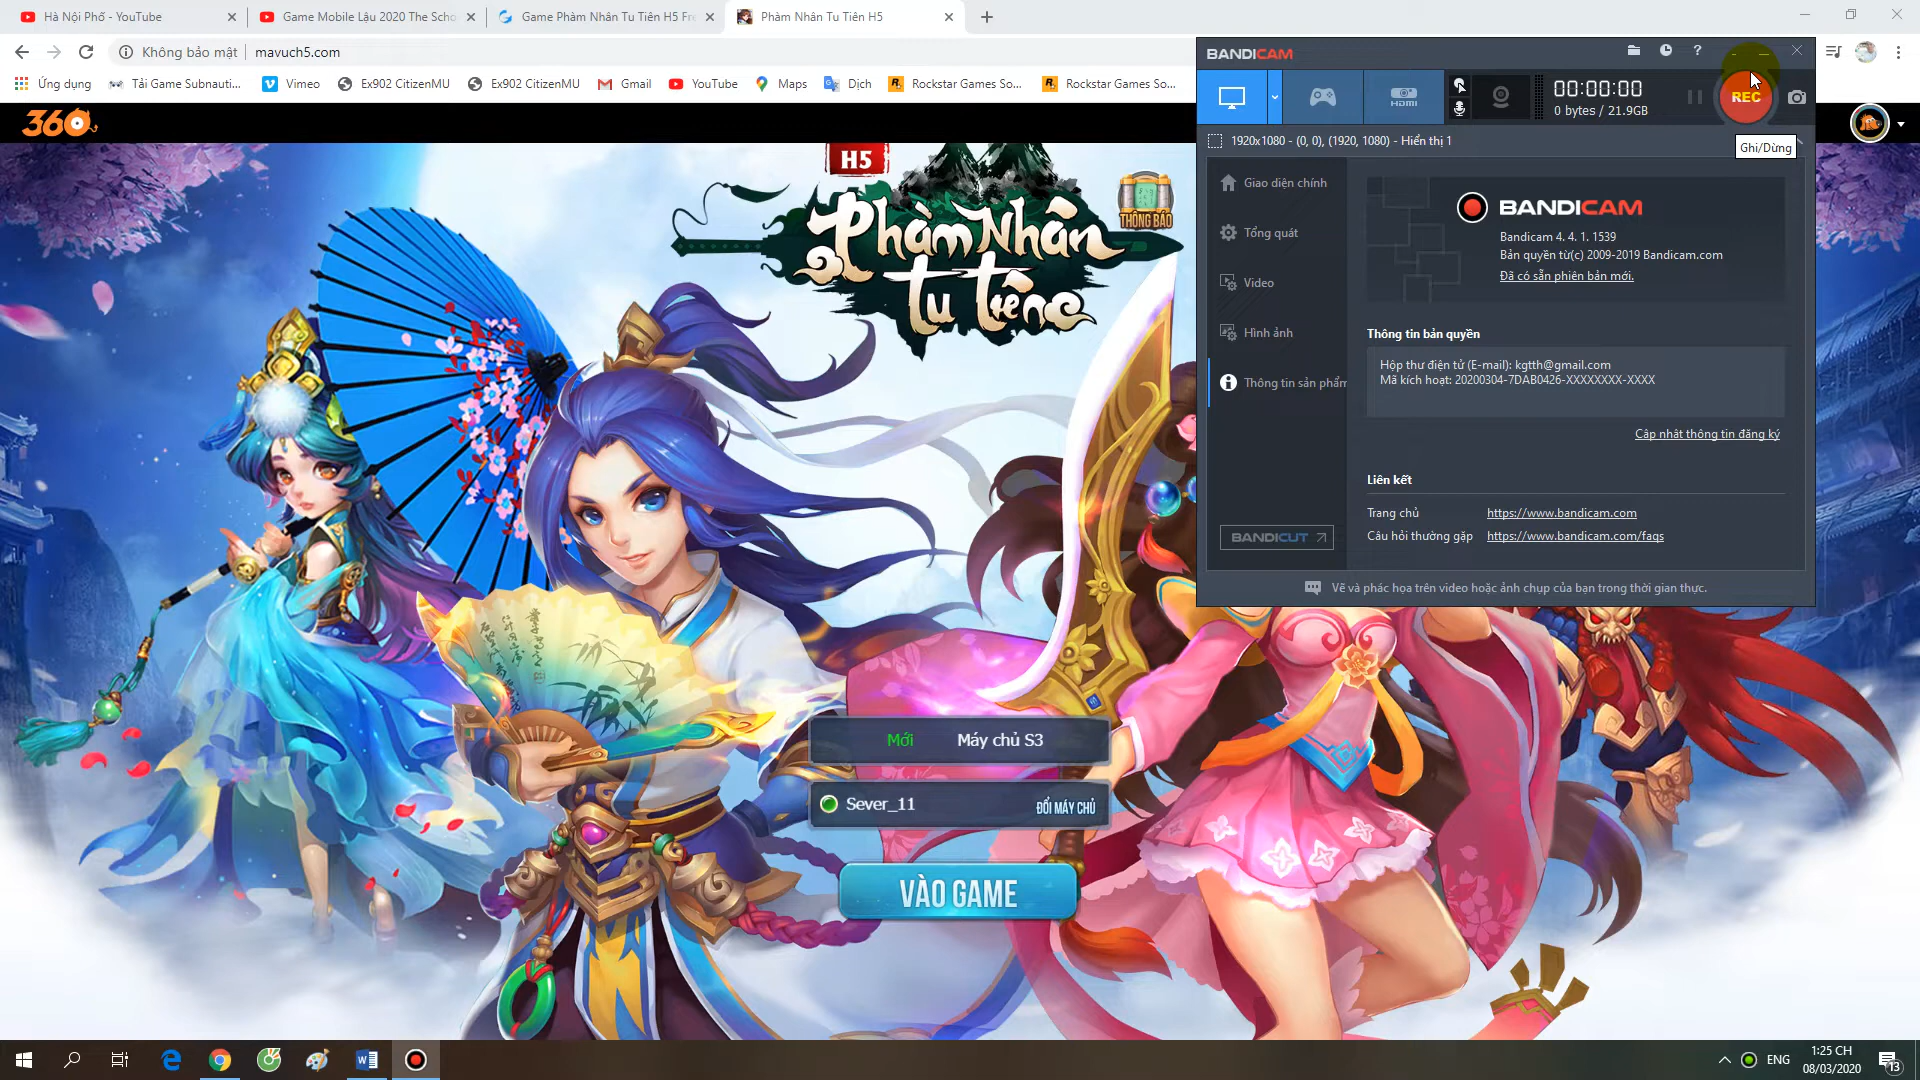 Hà Nội Phố - YouTube
Game Mobile Lậu 2020 The Scho
Game Phàm Nhân Tu Tiên H5 Fre
Phàm Nhân Tu Tiên H5
Không bảo mật
mavuch5.com
Ứng dụng
Tải Game Subnauti...
Vimeo
Ex902 CitizenMU
Ex902 CitizenMU
Gmail
YouTube
Maps
Dịch
Rockstar Games So...
Rockstar Games So...
360
H5
Phàm Nhân
Tu Tiên
THÔNG BÁO
BANDICAM
?
HDMI
00:00:00
0 bytes / 21.9GB
REC
Ghi/Dừng
1920x1080 - (0, 0), (1920, 1080) - Hiển thị 1
Giao diện chính
Tổng quát
Video
Hình ảnh
Thông tin sản phẩm
BANDICUT
BANDICAM
Bandicam 4. 4. 1. 1539
Bản quyền từ(c) 2009-2019 Bandicam.com
Đã có sẵn phiên bản mới.
Thông tin bản quyền
Hộp thư điện tử (E-mail): kgtth@gmail.com
Mã kích hoạt: 20200304-7DAB0426-XXXXXXXX-XXXX
Cập nhật thông tin đăng ký
Liên kết
Trang chủ
https://www.bandicam.com
Câu hỏi thường gặp
https://www.bandicam.com/faqs
Vẽ và phác họa trên video hoặc ảnh chụp của bạn trong thời gian thực.
Mới Máy chủ S3
Sever_11 ĐỔI MÁY CHỦ
VÀO GAME
ENG
1:25 CH
08/03/2020
13